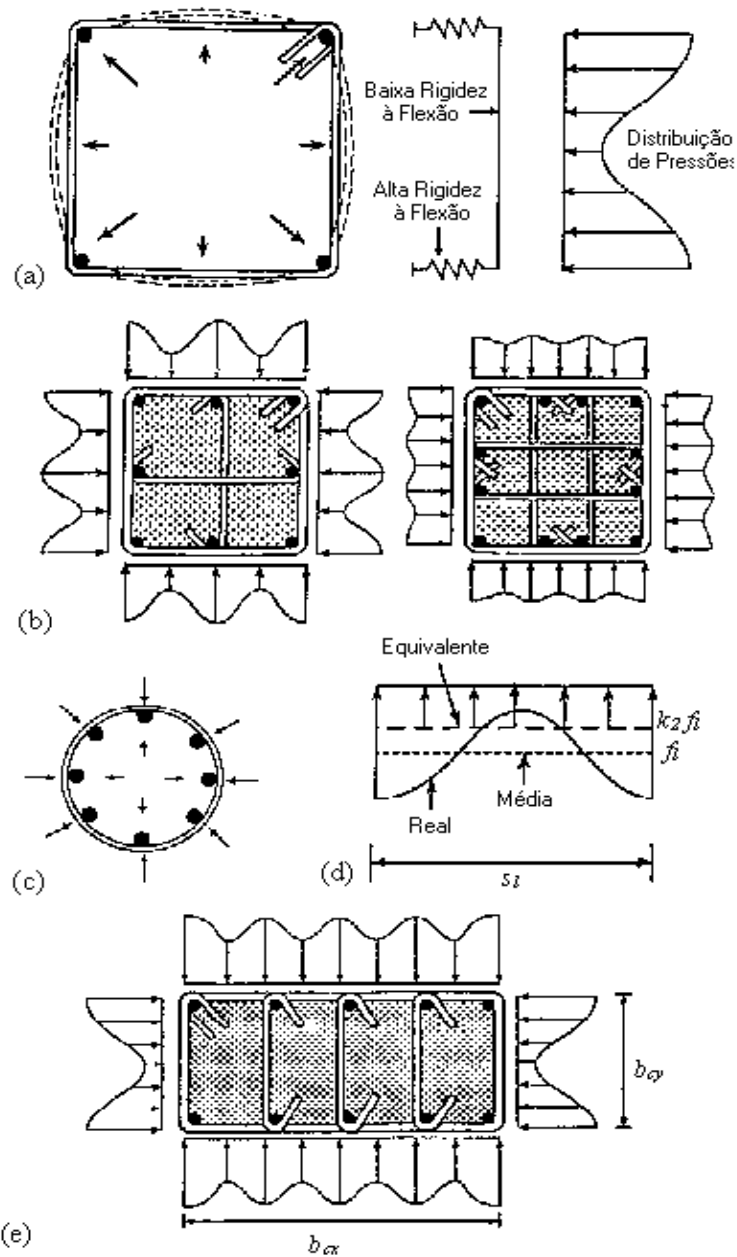 Baixa Rigidez
à Flexão
Distribuição
de Pressões
Alta Rigidez
à Flexão
(a)
(b)
Equivalente
k2 fl
fl
Média
Real
(c)
(d)
sl
bcy
(e)
bcx